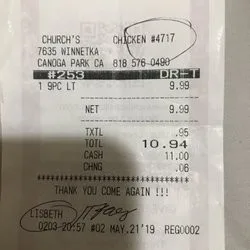 CHURCH'S CHICKEN #4717
7635 WINNETKA
CANOGA PARK CA 818 576 0490
#253 DR-T
1 9PC LT 9.99
NET 9.99
TXTL .95
TOTL 10.94
CASH 11.00
CHNG .06
THANK YOU COME AGAIN !!!!
LISBETH
0203 20:57 #02 MAY.21'19 REG0002